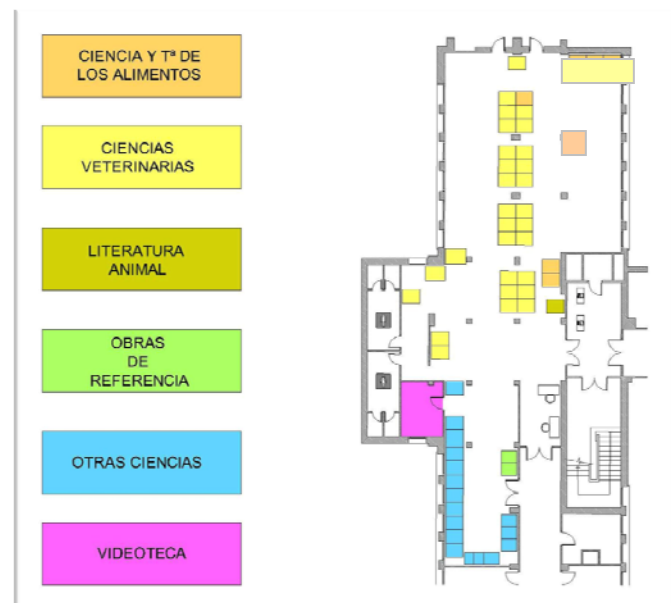 CIENCIA Y Tª DE
LOS ALIMENTOS
CIENCIAS
VETERINARIAS
LITERATURA
ANIMAL
OBRAS
DE
REFERENCIA
OTRAS CIENCIAS
VIDEOTECA